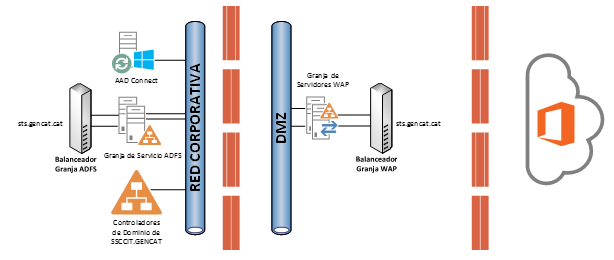 AAD Connect
sts.gencat.cat
Balanceador
Granja ADFS
Granja de Servicio ADFS
Controladores
de Dominio de
SSCCIT.GENCAT
RED CORPORATIVA
DMZ
Granja de
Servidores WAP
Balanceador
Granja WAP
sts.gencat.cat